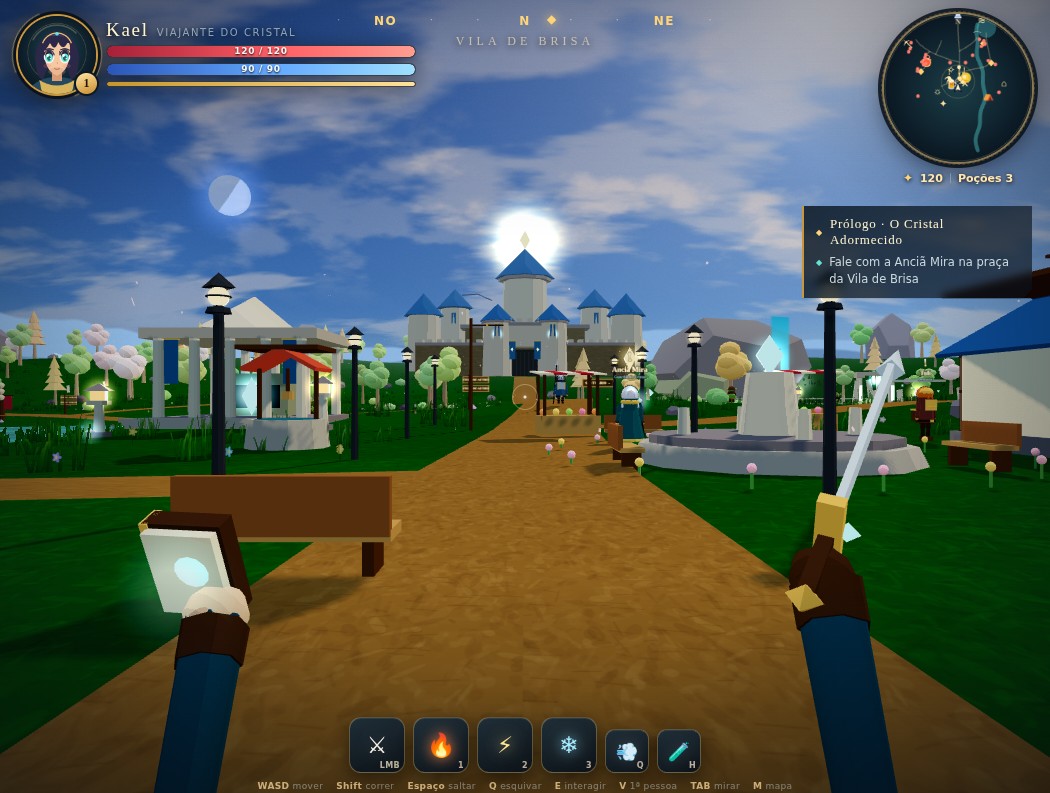 NO
N
NE
Kael VIAJANTE DO CRISTAL
VILA DE BRISA
120 / 120
90 / 90
1
120 | Poções 3
Prólogo · O Cristal
Adormecido
Fale com a Anciã Mira na praça
da Vila de Brisa
Anciã Mira
LMB
1
2
3
Q
H
WASD mover Shift correr Espaço saltar Q esquivar E interagir V 1ª pessoa TAB mirar M mapa